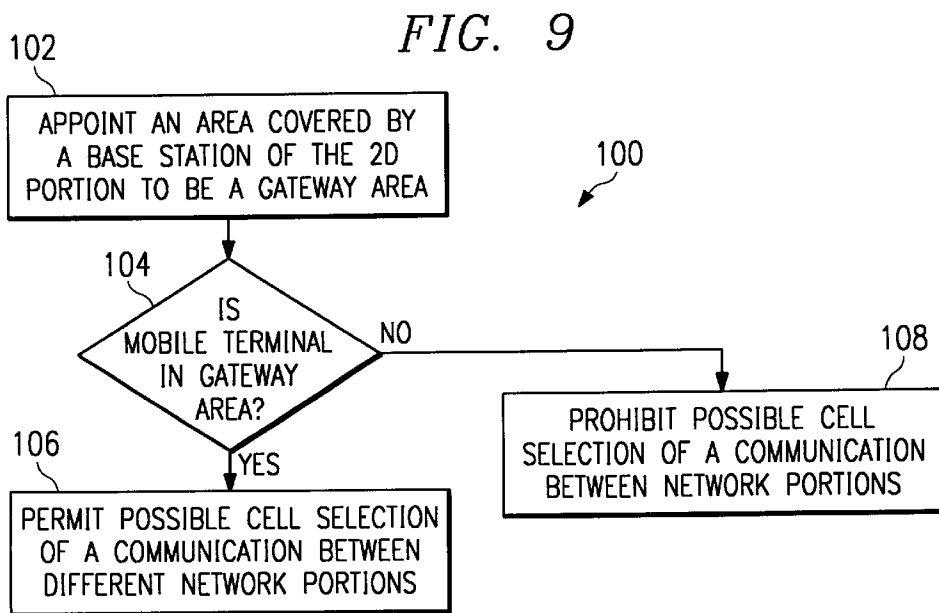 FIG. 9
102
APPOINT AN AREA COVERED BY
A BASE STATION OF THE 2D
PORTION TO BE A GATEWAY AREA
100
104
IS
MOBILE TERMINAL
IN GATEWAY
AREA?
NO
YES
108
PROHIBIT POSSIBLE CELL
SELECTION OF A COMMUNICATION
BETWEEN NETWORK PORTIONS
106
PERMIT POSSIBLE CELL SELECTION
OF A COMMUNICATION BETWEEN
DIFFERENT NETWORK PORTIONS